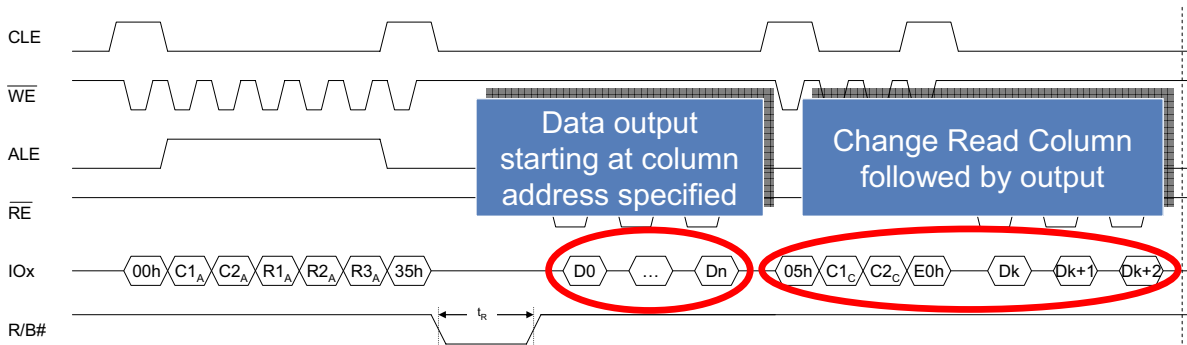 CLE
WE
ALE
RE
IOx
R/B#
Data output
starting at column
address specified
Change Read Column
followed by output
00h C1A C2A R1A R2A R3A 35h D0 ... Dn 05h C1C C2C E0h Dk Dk+1 Dk+2
tR